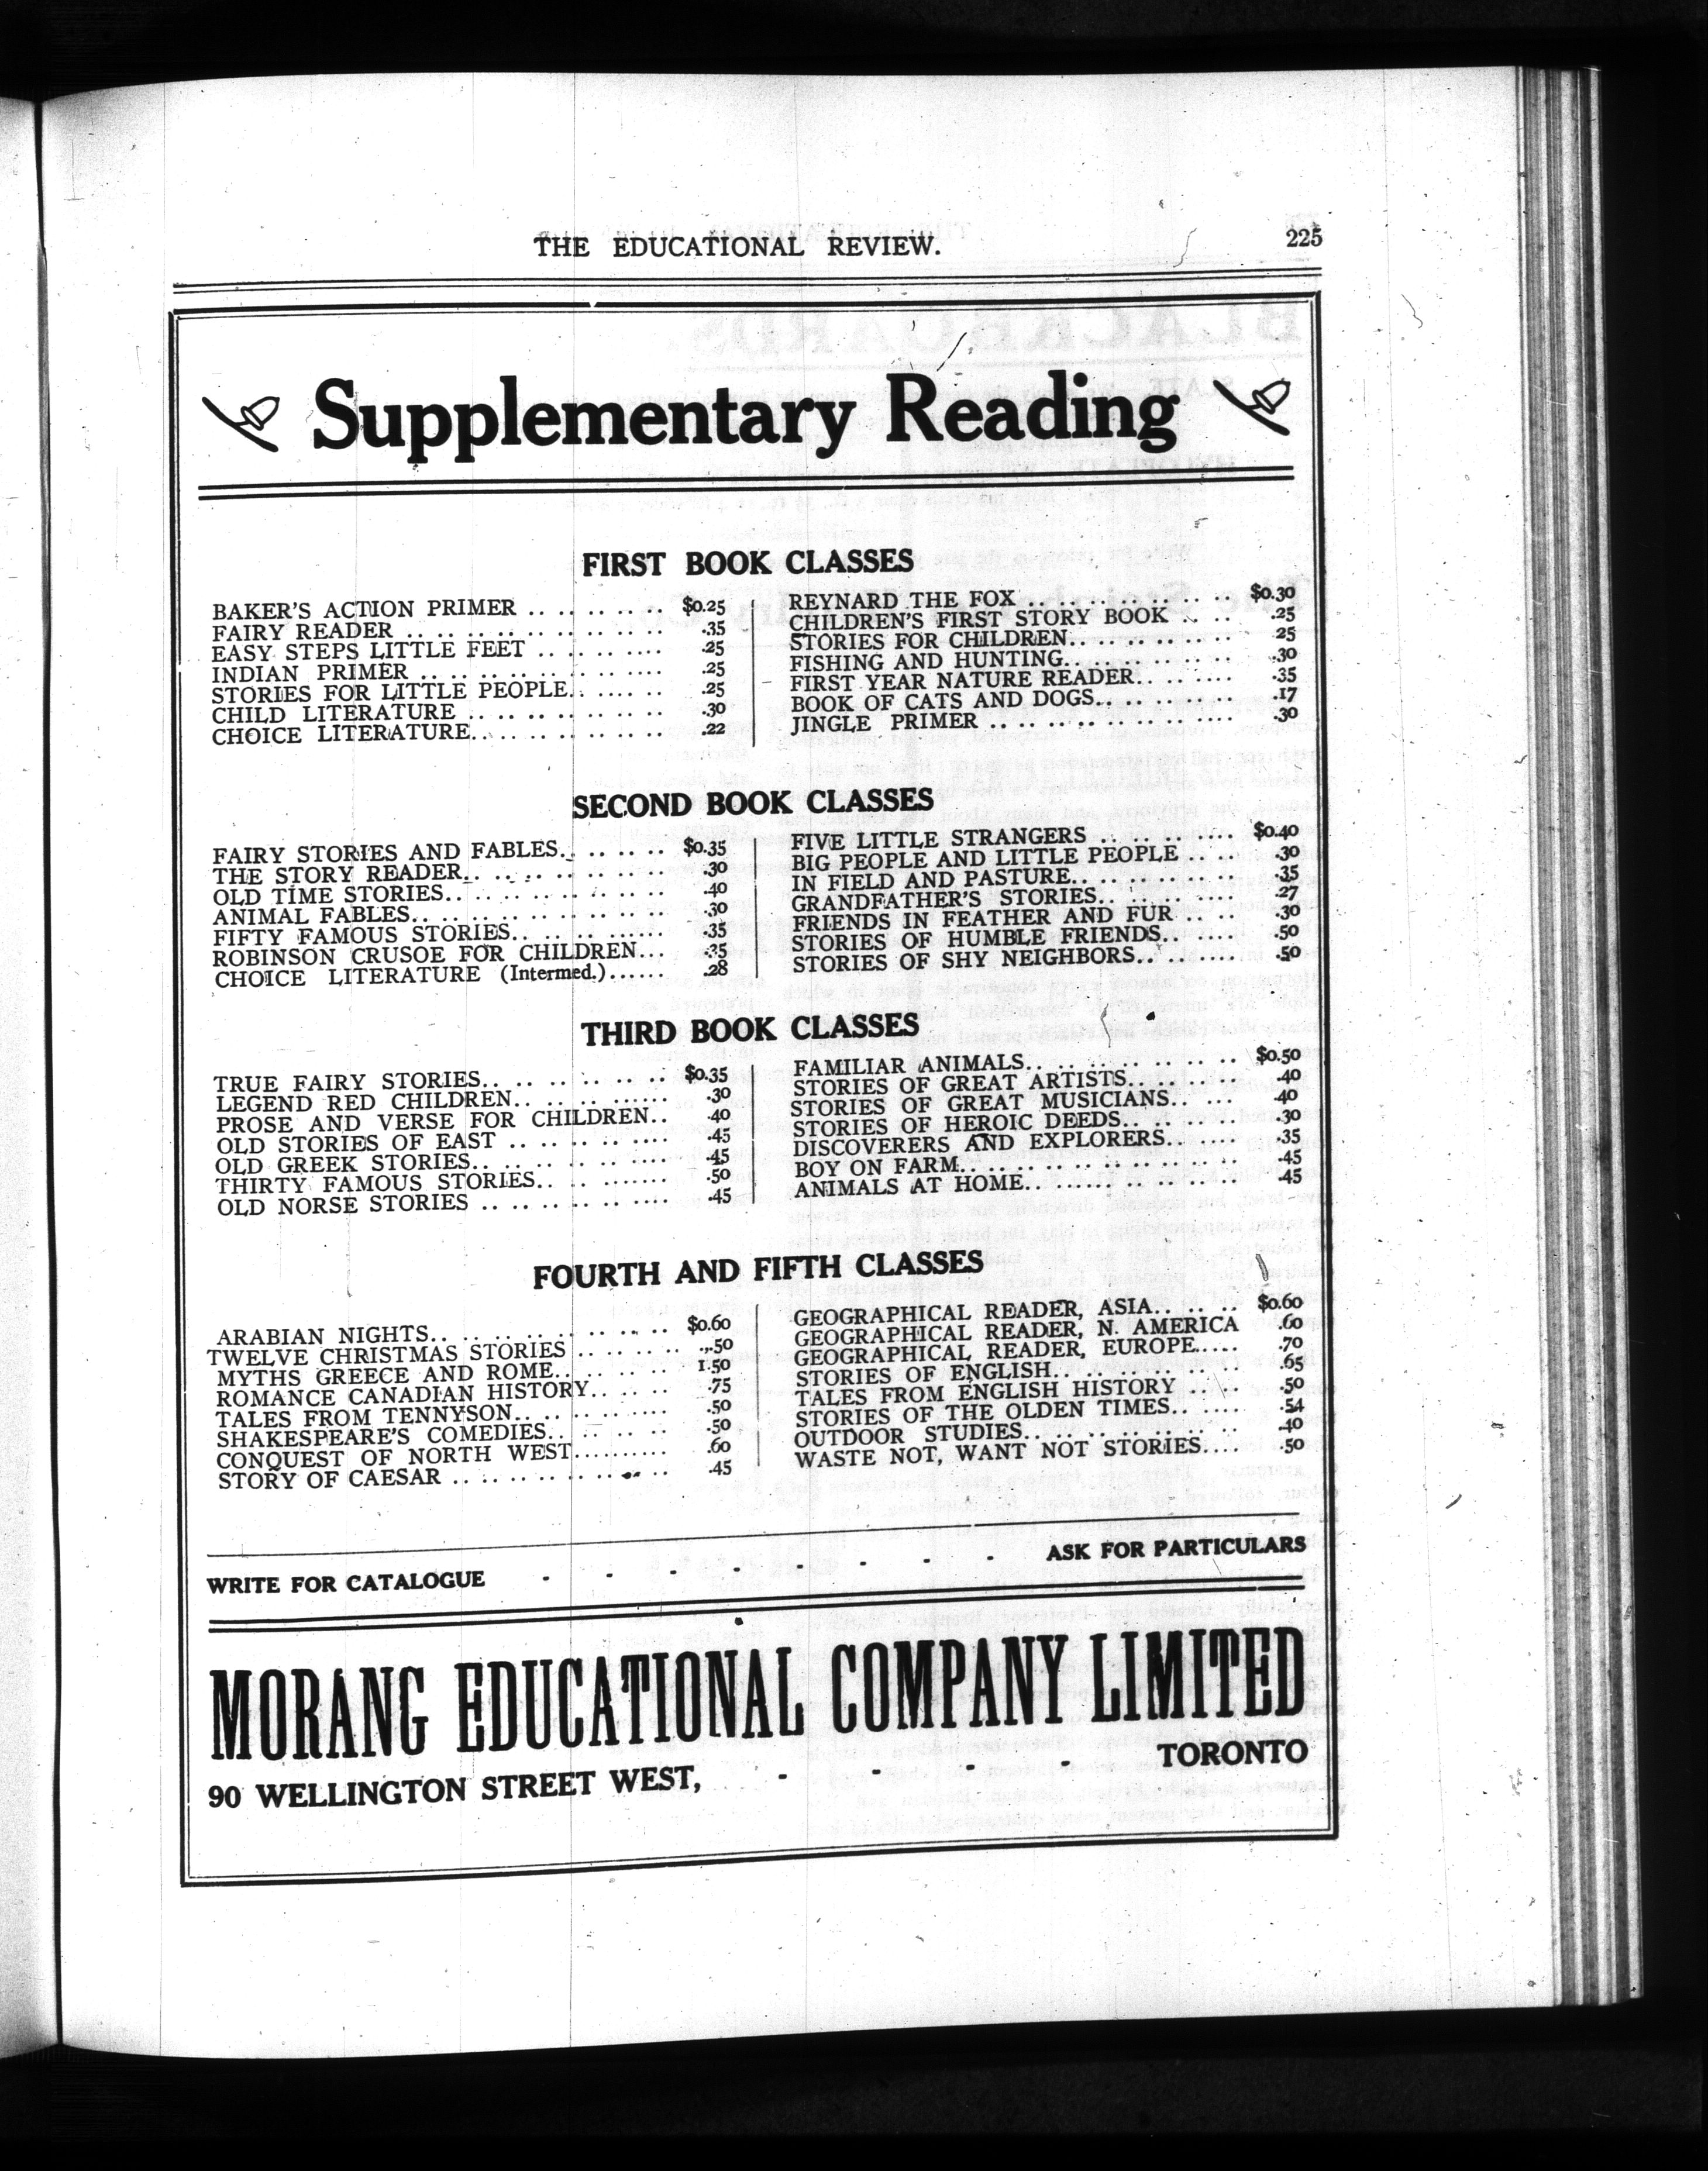 THE EDUCATIONAL REVIEW.
225
Supplementary Reading
FIRST BOOK CLASSES
BAKER'S ACTION PRIMER .. .. .. .. .. $0.25
FAIRY READER .. .. .. .. .. .. .. .. .35
EASY STEPS LITTLE FEET .. .. .. .... .25
INDIAN PRIMER .. .. .. .. .. .. .... .25
STORIES FOR LITTLE PEOPLE.. .. .. .. .25
CHILD LITERATURE .. .. .. .. .. .. .. .30
CHOICE LITERATURE.. .. .. .. .. .. .. .22
REYNARD THE FOX .. .. .. .. .. .. .. $0.30
CHILDREN'S FIRST STORY BOOK .. .. .. .25
STORIES FOR CHILDREN.. .. .. .. .. .. 25
FISHING AND HUNTING.. .. .. .. .. .. .30
FIRST YEAR NATURE READER.. .. .... .35
BOOK OF CATS AND DOGS.. .. .. .. .. .17
JINGLE PRIMER .. .. .. .. .. .. .. .... .30
SECOND BOOK CLASSES
FAIRY STORIES AND FABLES.. .. .. .. $0.35
THE STORY READER.. .. .. .. .. .. .. .30
OLD TIME STORIES.. .. .. .. .. .. .. .40
ANIMAL FABLES.. .. .. .. .. .. .. .. .. .30
FIFTY FAMOUS STORIES.. .. .. ...... .35
ROBINSON CRUSOE FOR CHILDREN... .35
CHOICE LITERATURE (Intermed.)...... .28
FIVE LITTLE STRANGERS .. .. .. .... $0.40
BIG PEOPLE AND LITTLE PEOPLE .. .. .30
IN FIELD AND PASTURE.. .. .. .. .. .. .35
GRANDFATHER'S STORIES.. .. .. .. .. 27
FRIENDS IN FEATHER AND FUR .. .. .30
STORIES OF HUMBLE FRIENDS.. .... .50
STORIES OF SHY NEIGHBORS.. .. .... .50
THIRD BOOK CLASSES
TRUE FAIRY STORIES.. .. .. .. .. .. .. $0.35
LEGEND RED CHILDREN.. .. .. ...... .30
PROSE AND VERSE FOR CHILDREN.. .40
OLD STORIES OF EAST .. .. .. .. .... .45
OLD GREEK STORIES.. .. .. .. .. .... .45
THIRTY FAMOUS STORIES.. .. ....... .50
OLD NORSE STORIES .. .. .. .. .. .... .45
FAMILIAR ANIMALS.. .. .. .. .. .. .. $0.50
STORIES OF GREAT ARTISTS.. .. .. .. .40
STORIES OF GREAT MUSICIANS.. .. ... .40
STORIES OF HEROIC DEEDS.. .. .. .. .30
DISCOVERERS AND EXPLORERS.. .. .. .35
BOY ON FARM.. .. .. .. .. .. .. .. .. .. .45
ANIMALS AT HOME.. .. .... .. .. .. .. .45
FOURTH AND FIFTH CLASSES
ARABIAN NIGHTS.. .. .. .. .. .. .. .. .. $0.60
TWELVE CHRISTMAS STORIES .. .. .. .. .50
MYTHS GREECE AND ROME.. .. .. .. .. 1.50
ROMANCE CANADIAN HISTORY.. .. .. .. .75
TALES FROM TENNYSON.. .. .. .. .... .50
SHAKESPEARE'S COMEDIES.. .. .. .. .. .50
CONQUEST OF NORTH WEST.......... .60
STORY OF CAESAR .. .. .. .. .. .. .. .. .45
GEOGRAPHICAL READER, ASIA.. .. .. $0.60
GEOGRAPHICAL READER, N. AMERICA .60
GEOGRAPHICAL READER, EUROPE..... .70
STORIES OF ENGLISH.. .. .. .. .. .. .. .65
TALES FROM ENGLISH HISTORY .. .. .. .50
STORIES OF THE OLDEN TIMES.. .. .... .54
OUTDOOR STUDIES.. .. .. .. .. .. .. .. .40
WASTE NOT, WANT NOT STORIES.... .50
WRITE FOR CATALOGUE - - - - - - - - ASK FOR PARTICULARS
MORANG EDUCATIONAL COMPANY LIMITED
90 WELLINGTON STREET WEST, - - - - TORONTO